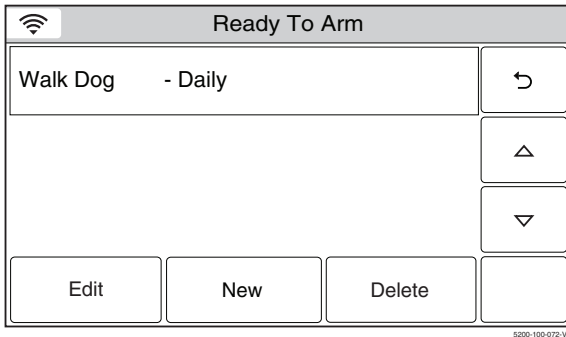 Ready To Arm
Walk Dog - Daily
Edit New Delete
5200-100-072-V